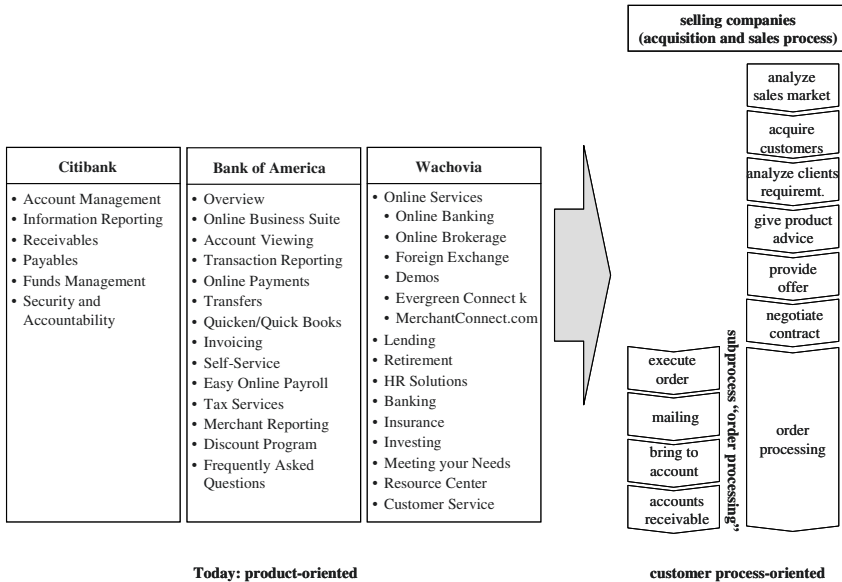 selling companies
(acquisition and sales process)
analyze
sales market
acquire
customers
analyze clients
requiremt.
give product
advice
provide
offer
negotiate
contract
order
processing
subprocess "order processing"
execute
order
mailing
bring to
account
accounts
receivable
Citibank
• Account Management
• Information Reporting
• Receivables
• Payables
• Funds Management
• Security and
Accountability
Bank of America
• Overview
• Online Business Suite
• Account Viewing
• Transaction Reporting
• Online Payments
• Transfers
• Quicken/Quick Books
• Invoicing
• Self-Service
• Easy Online Payroll
• Tax Services
• Merchant Reporting
• Discount Program
• Frequently Asked
Questions
Wachovia
• Online Services
• Online Banking
• Online Brokerage
• Foreign Exchange
• Demos
• Evergreen Connect k
• MerchantConnect.com
• Lending
• Retirement
• HR Solutions
• Banking
• Insurance
• Investing
• Meeting your Needs
• Resource Center
• Customer Service
Today: product-oriented
customer process-oriented